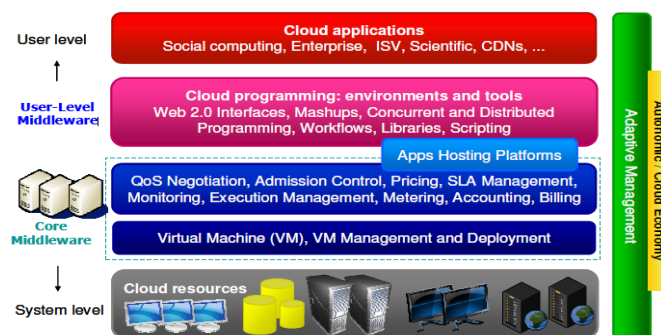 User level
Cloud applications
Social computing, Enterprise, ISV, Scientific, CDNs, ...
User-Level
Middleware
Cloud programming: environments and tools
Web 2.0 Interfaces, Mashups, Concurrent and Distributed
Programming, Workflows, Libraries, Scripting
Apps Hosting Platforms
QoS Negotiation, Admission Control, Pricing, SLA Management,
Monitoring, Execution Management, Metering, Accounting, Billing
Core
Middleware
Virtual Machine (VM), VM Management and Deployment
Cloud resources
System level
Adaptive Management
Autonomic / Cloud Economy